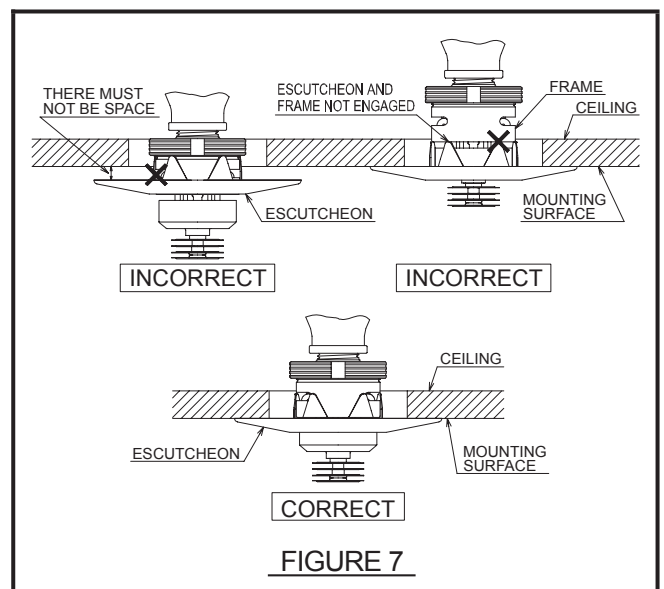 THERE MUST
NOT BE SPACE
ESCUTCHEON AND
FRAME NOT ENGAGED
FRAME
CEILING
ESCUTCHEON
MOUNTING
SURFACE
INCORRECT
INCORRECT
CEILING
ESCUTCHEON
MOUNTING
SURFACE
CORRECT
FIGURE 7